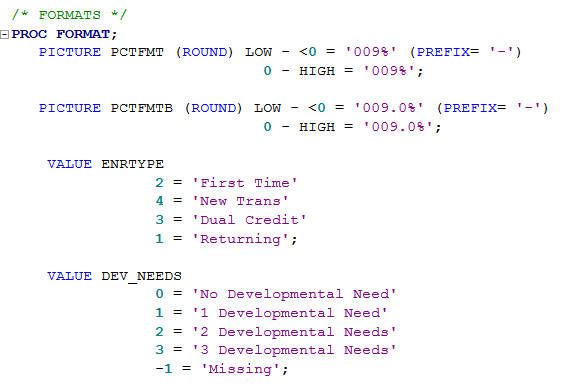 /* FORMATS */
PROC FORMAT;
PICTURE PCTFMT (ROUND) LOW - <0 = '009%' (PREFIX= '-')
0 - HIGH = '009%';
PICTURE PCTFMTB (ROUND) LOW - <0 = '009.0%' (PREFIX= '-')
0 - HIGH = '009.0%';
VALUE ENRTYPE
2 = 'First Time'
4 = 'New Trans'
3 = 'Dual Credit'
1 = 'Returning';
VALUE DEV_NEEDS
0 = 'No Developmental Need'
1 = '1 Developmental Need'
2 = '2 Developmental Needs'
3 = '3 Developmental Needs'
-1 = 'Missing';